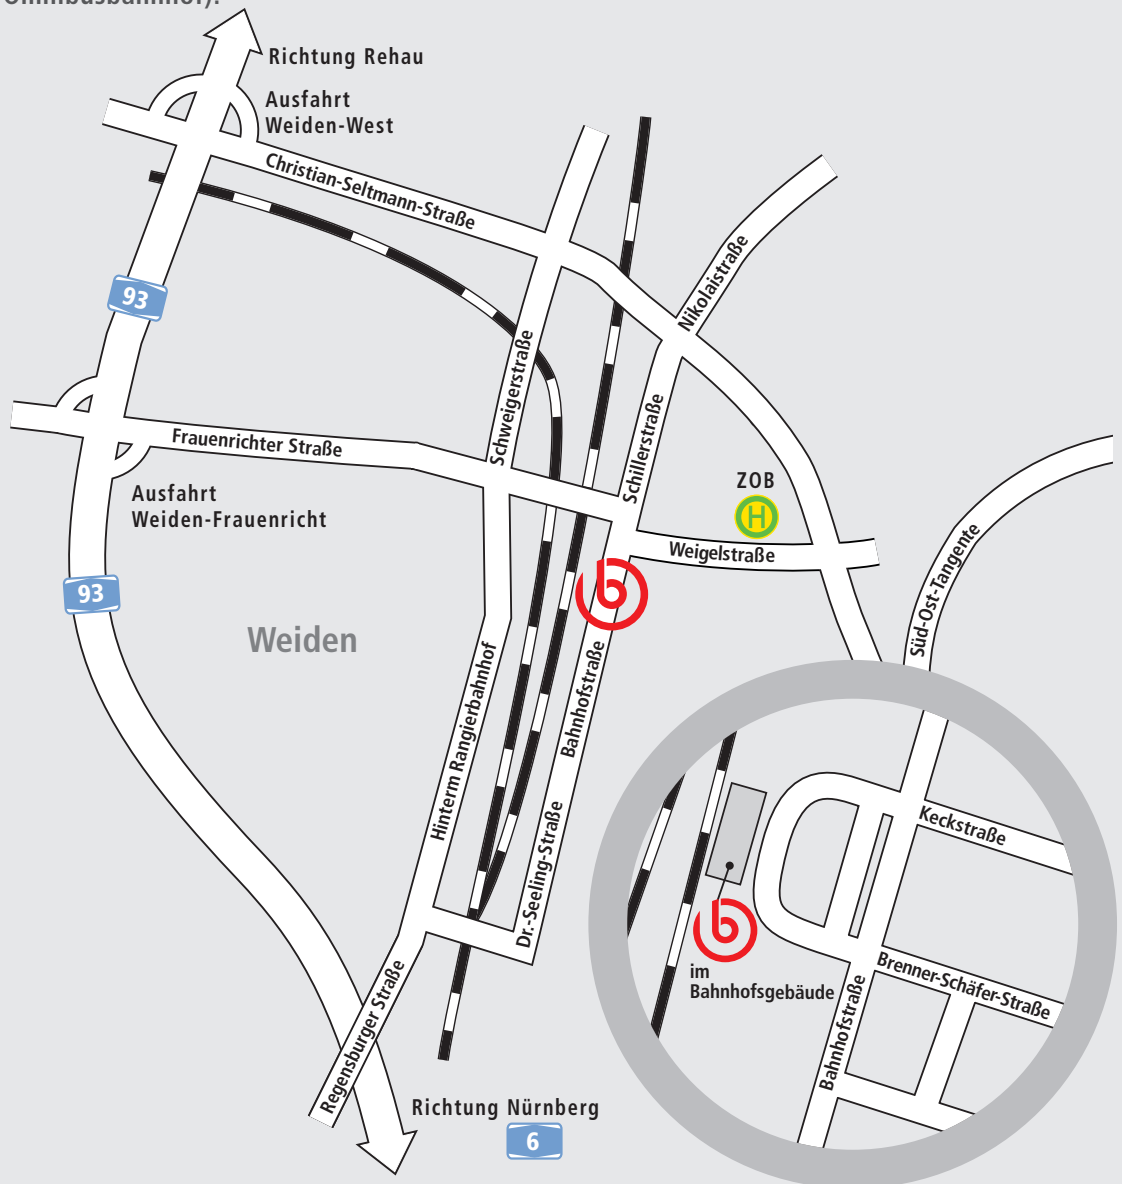 Omnibusbahnhof).
Richtung Rehau
Ausfahrt
Weiden-West
Christian-Seltmann-Straße
93
Nikolaistraße
Schweigerstraße
Schillerstraße
Frauenrichter Straße
Ausfahrt
Weiden-Frauenricht
ZOB
H
Weigelstraße
93
Weiden
Süd-Ost-Tangente
Hinterm Rangierbahnhof
Bahnhofstraße
Dr.-Seeling-Straße
Keckstraße
im
Bahnhofsgebäude
Brenner-Schäfer-Straße
Bahnhofstraße
Regensburger Straße
Richtung Nürnberg
6